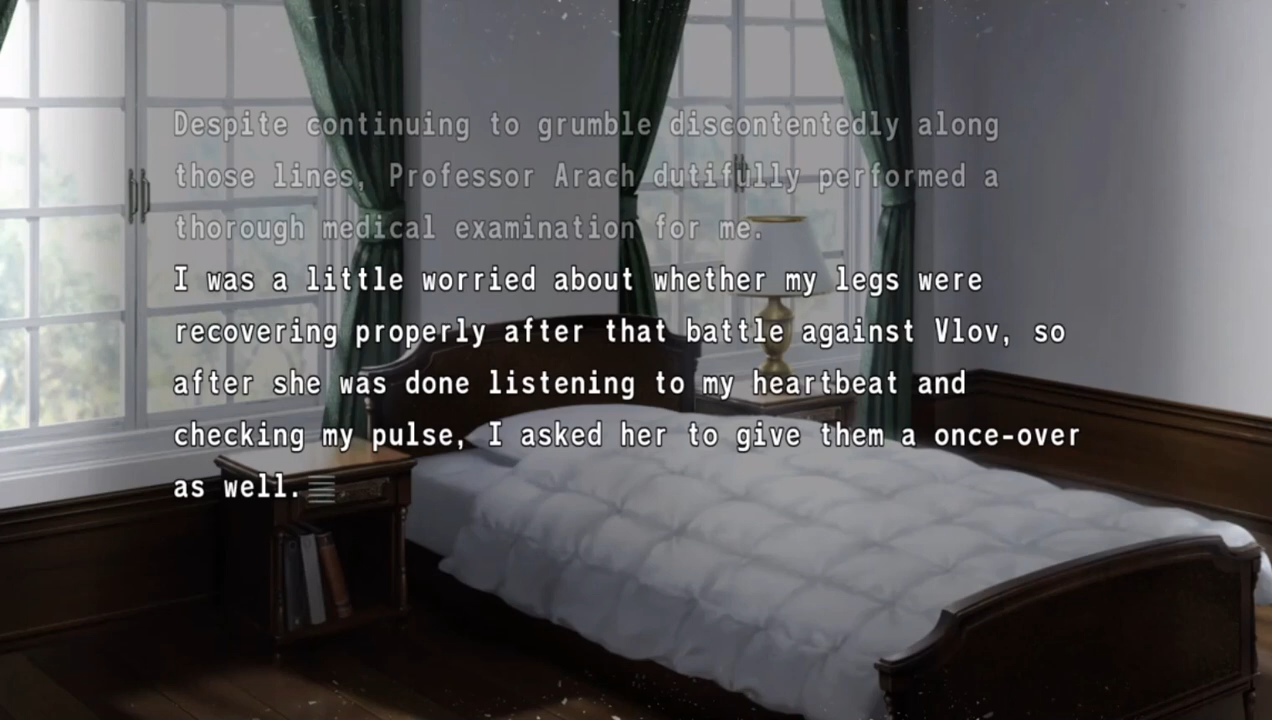 Despite continuing to grumble discontentedly along
those lines, Professor Arach dutifully performed a
thorough medical examination for me.
I was a little worried about whether my legs were
recovering properly after that battle against Vlov, so
after she was done listening to my heartbeat and
checking my pulse, I asked her to give them a once-over
as well.